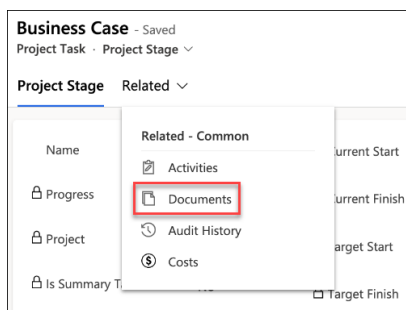 Business Case - Saved
Project Task · Project Stage
Project Stage Related
Related - Common
Name
Activities
Current Start
Progress
Documents
Current Finish
Project
Audit History
Target Start
Costs
Is Summary
Target Finish